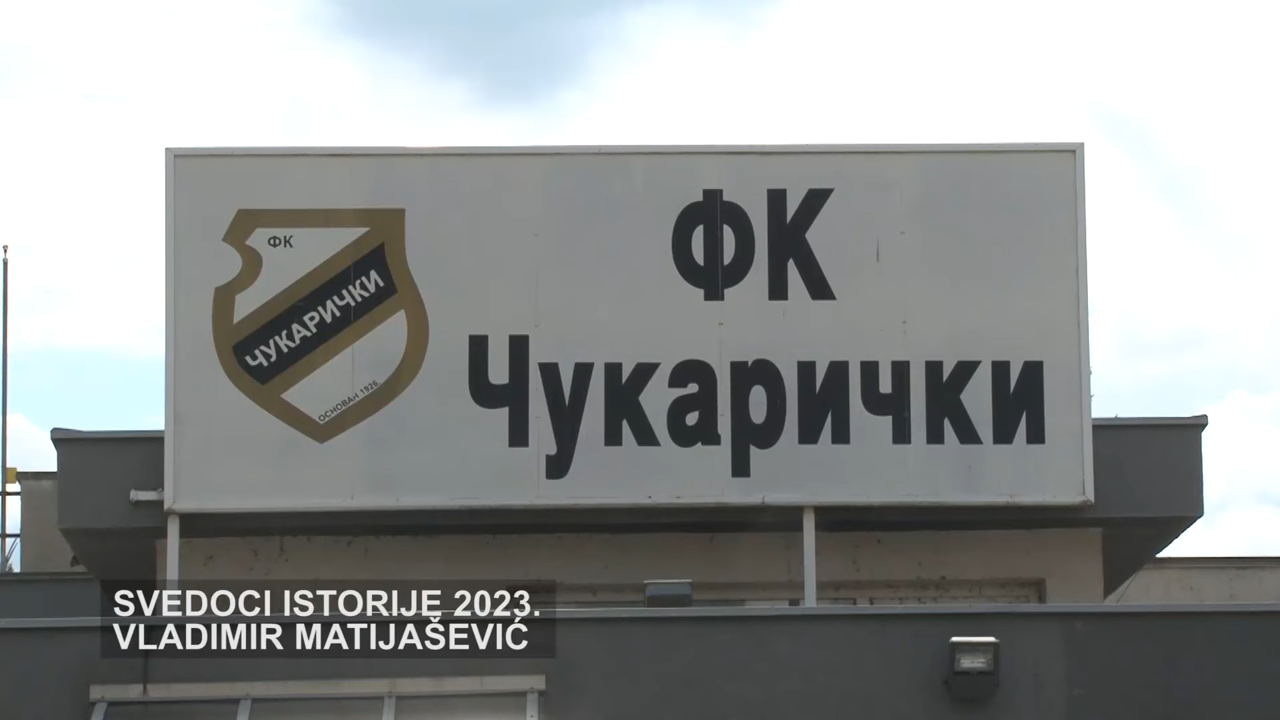 ФК
ЧУКАРИЧКИ
ОСНОВАН 1926
ФК
Чукарички
SVEDOCI ISTORIJE 2023.
VLADIMIR MATIJAŠEVIĆ